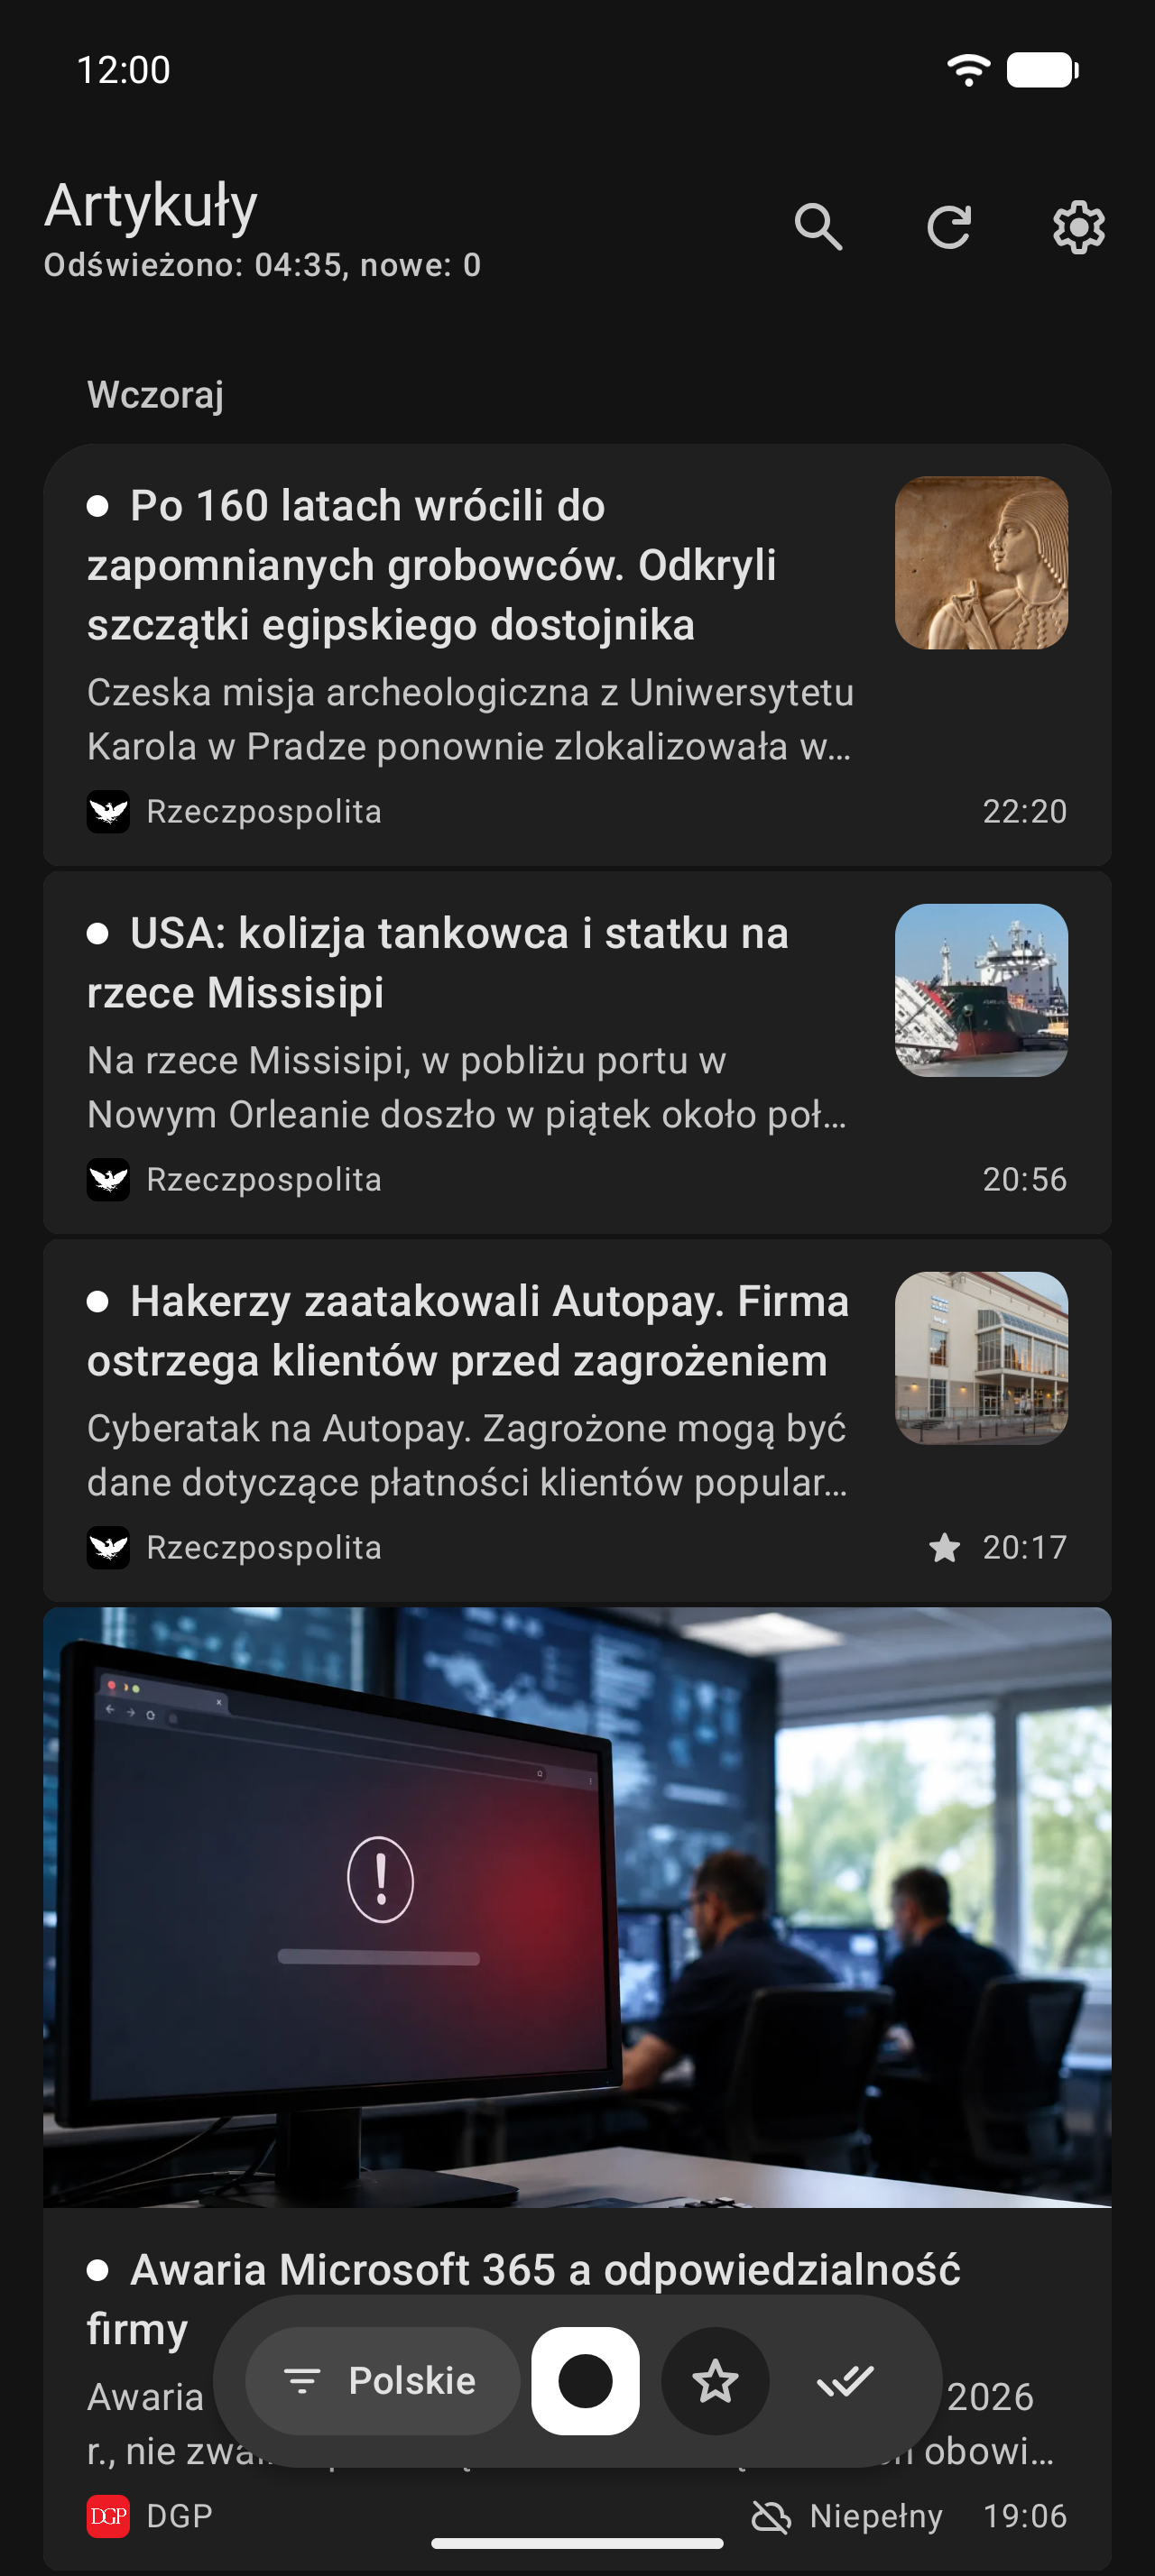 12:00
Artykuły
Odświeżono: 04:35, nowe: 0
Wczoraj
Po 160 latach wrócili do
zapomnianych grobowców. Odkryli
szczątki egipskiego dostojnika
Czeska misja archeologiczna z Uniwersytetu
Karola w Pradze ponownie zlokalizowała w…
Rzeczpospolita
22:20
USA: kolizja tankowca i statku na
rzece Missisipi
Na rzece Missisipi, w pobliżu portu w
Nowym Orleanie doszło w piątek około poł…
Rzeczpospolita
20:56
Hakerzy zaatakowali Autopay. Firma
ostrzega klientów przed zagrożeniem
Cyberatak na Autopay. Zagrożone mogą być
dane dotyczące płatności klientów popular…
Rzeczpospolita
20:17
Awaria Microsoft 365 a odpowiedzialność
firmy
Awaria 2026
r., nie obowi…
Polskie
DGP
DGP
Niepełny
19:06